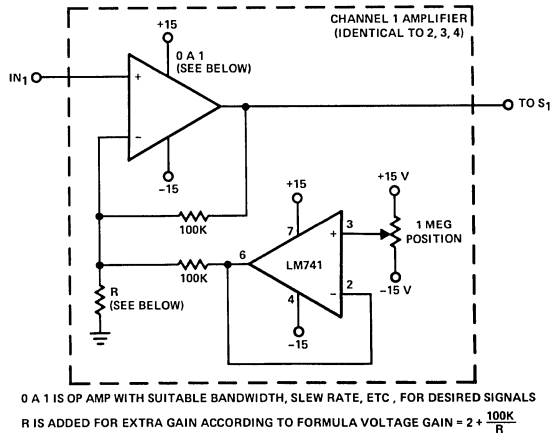 CHANNEL 1 AMPLIFIER
(IDENTICAL TO 2, 3, 4)
+15
0 A 1
(SEE BELOW)
IN1
+
−
−15
TO S1
100K
100K
R
(SEE BELOW)
+15
7
6
LM741
+
3
−
2
4
−15
+15 V
1 MEG
POSITION
−15 V
0 A 1 IS OP AMP WITH SUITABLE BANDWIDTH, SLEW RATE, ETC , FOR DESIRED SIGNALS
R IS ADDED FOR EXTRA GAIN ACCORDING TO FORMULA VOLTAGE GAIN = 2 + 100K/R